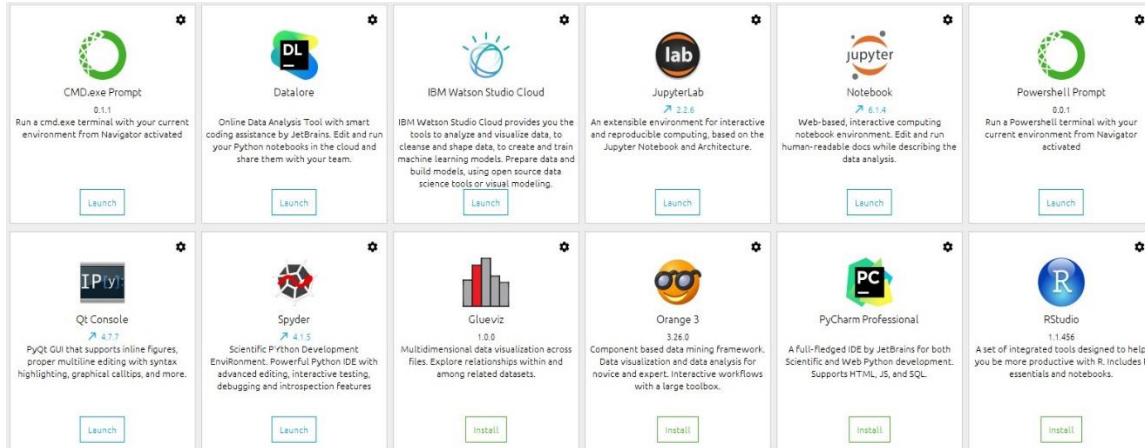 CMD.exe Prompt
0.1.1
Run a cmd.exe terminal with your current
environment from Navigator activated
Launch
DL
Datalore
Online Data Analysis Tool with smart
coding assistance by JetBrains. Edit and run
your Python notebooks in the cloud and
share them with your team.
Launch
IBM Watson Studio Cloud
IBM Watson Studio Cloud provides you the
tools to analyze and visualize data, to
cleanse and shape data, to create and train
machine learning models. Prepare data and
build models, using open source data
science tools or visual modeling.
Launch
lab
JupyterLab
2.2.6
An extensible environment for interactive
and reproducible computing, based on the
Jupyter Notebook and Architecture.
Launch
jupyter
Notebook
6.1.4
Web-based, interactive computing
notebook environment. Edit and run
human-readable docs while describing the
data analysis.
Launch
Powershell Prompt
0.0.1
Run a Powershell terminal with your
current environment from Navigator
activated
Launch
IP[y]:
Qt Console
4.7.7
PyQt GUI that supports inline figures,
proper multiline editing with syntax
highlighting, graphical calltips, and more.
Launch
Spyder
4.1.5
Scientific PYthon Development
EnviRonment. Powerful Python IDE with
advanced editing, interactive testing,
debugging and introspection features
Launch
Glueviz
1.0.0
Multidimensional data visualization across
files. Explore relationships within and
among related datasets.
Install
Orange 3
3.26.0
Component based data mining framework.
Data visualization and data analysis for
novice and expert. Interactive workflows
with a large toolbox.
Install
PC
PyCharm Professional
A full-fledged IDE by JetBrains for both
Scientific and Web Python development.
Supports HTML, JS, and SQL.
Install
R
RStudio
1.1.456
A set of integrated tools designed to help
you be more productive with R. Includes
essentials and notebooks.
Install